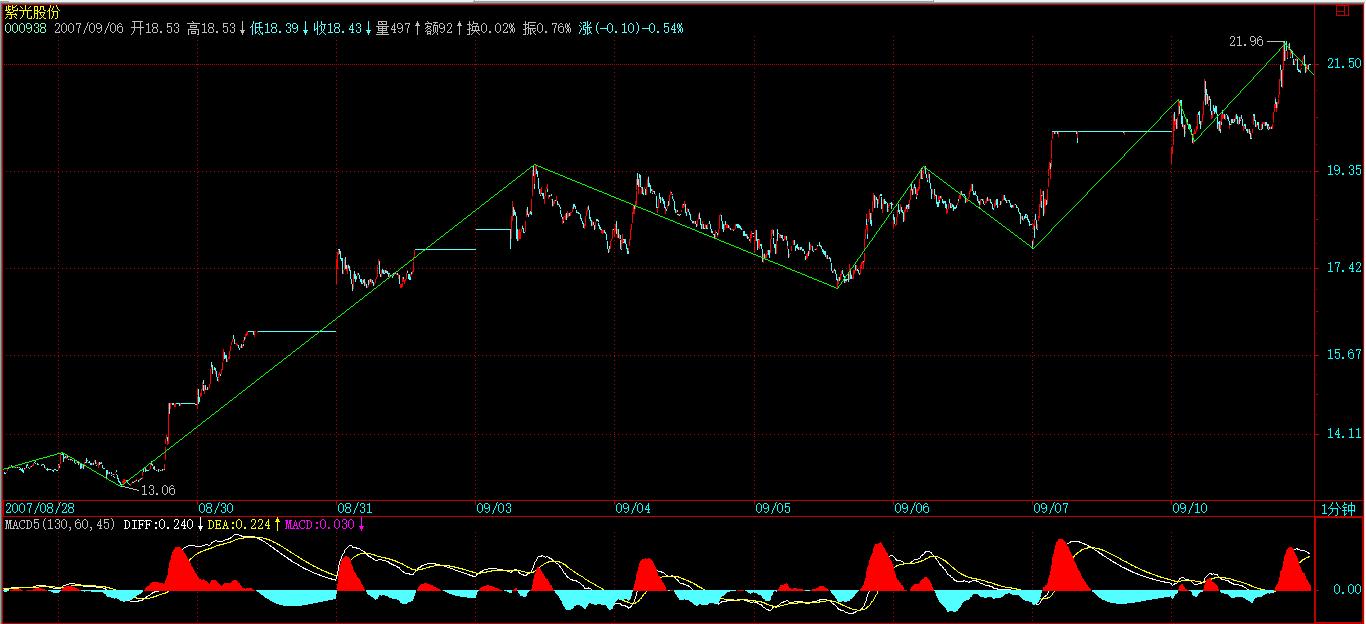 紫光股份
000938 2007/09/06 开18.53 高18.53↓低18.39↓收18.43↓量497↑额92↑换0.02% 振0.76% 涨(-0.10)-0.54%
21.96
21.50
19.35
17.42
15.67
14.11
13.06
2007/08/28 08/30 08/31 09/03 09/04 09/05 09/06 09/07 09/10 1分钟
MACD5(130,60,45) DIFF:0.240↓DEA:0.224↑MACD:0.030↓
0.00